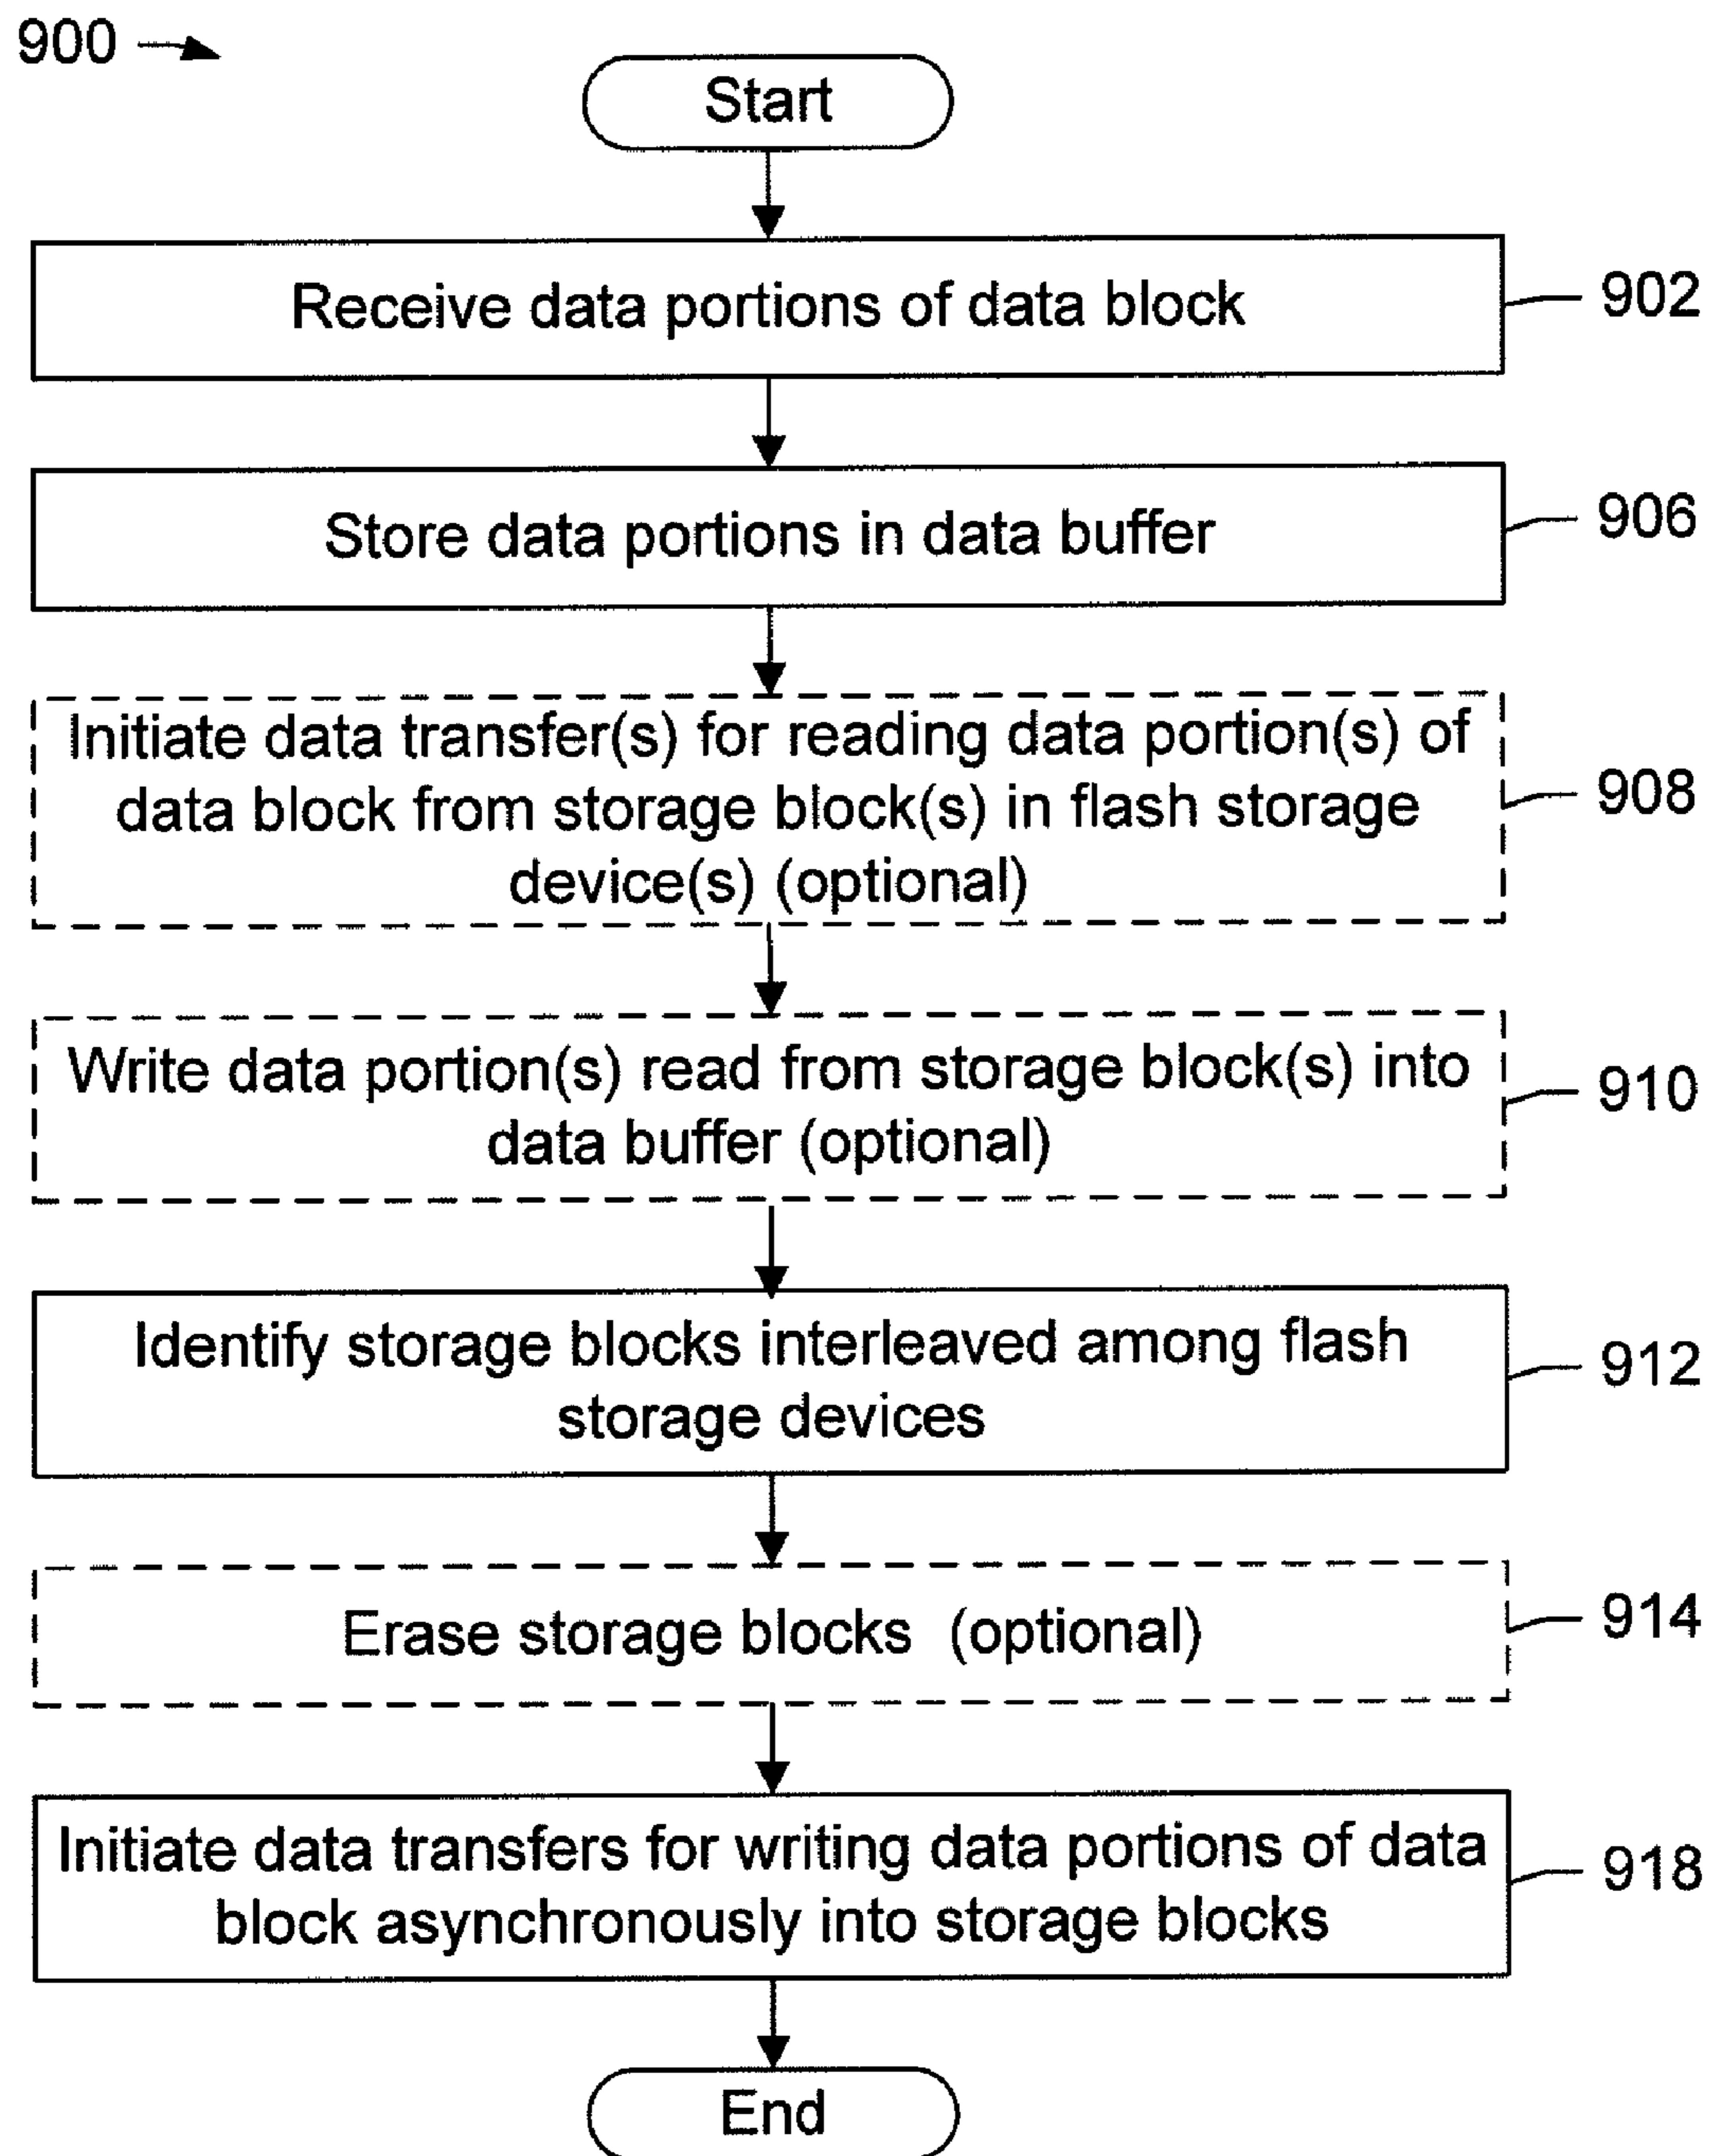 900
Start
Receive data portions of data block
902
Store data portions in data buffer
906
Initiate data transfer(s) for reading data portion(s) of
data block from storage block(s) in flash storage
device(s) (optional)
908
Write data portion(s) read from storage block(s) into
data buffer (optional)
910
Identify storage blocks interleaved among flash
storage devices
912
Erase storage blocks (optional)
914
Initiate data transfers for writing data portions of data
block asynchronously into storage blocks
918
End